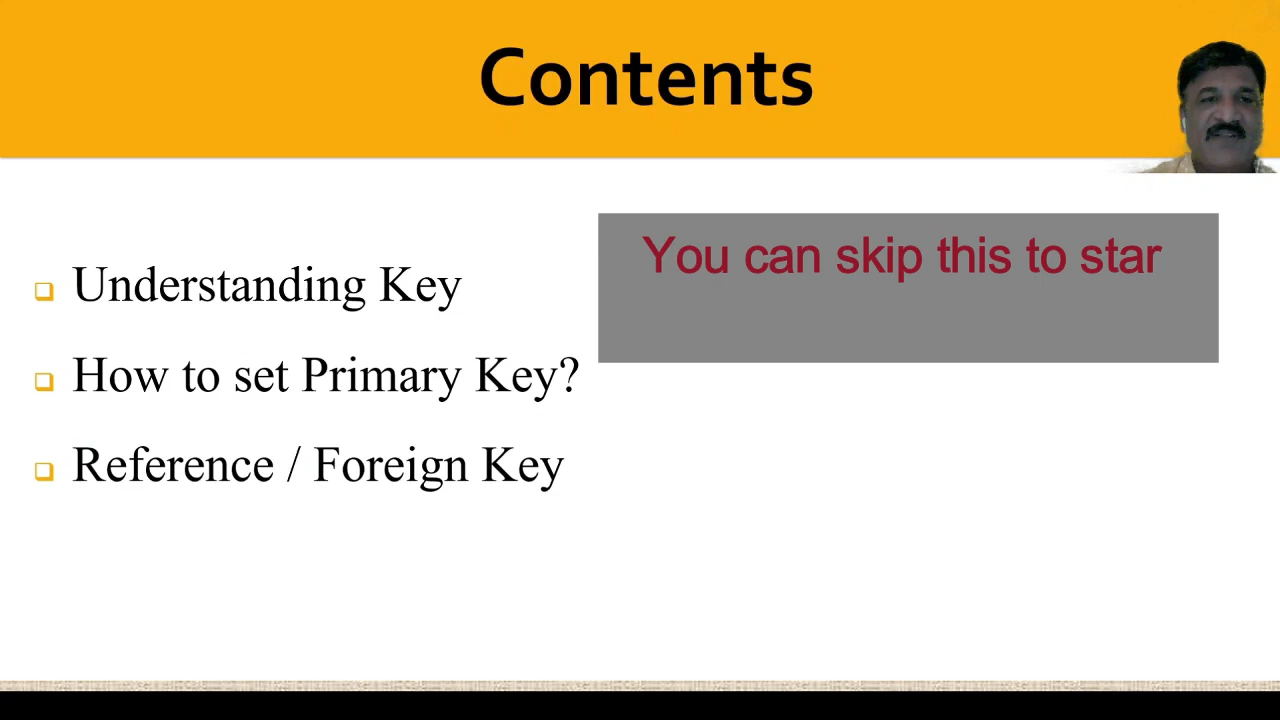 Contents
Understanding Key
How to set Primary Key?
Reference / Foreign Key
You can skip this to star